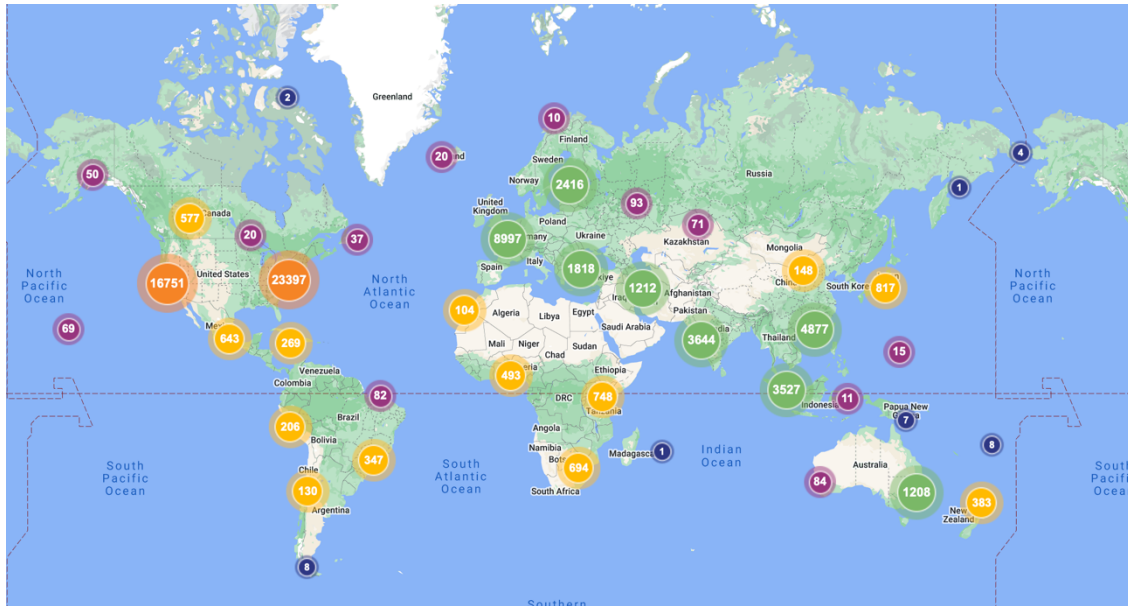 Greenland
2
Finland
10
20
Sweden
Norway
Russia
4
50
2416
1
93
United
Kingdom
Poland
577
Canada
71
20
37
8997
Ukraine
Kazakhstan
Mongolia
North
Pacific
Ocean
United States
16751
23397
North
Atlantic
Ocean
Spain
Italy
1818
1212
Afghanistan
148
817
South Korea
North
Pacific
Ocean
Pakistan
104
Algeria
Libya
Egypt
Saudi Arabia
69
643
269
Mali
Niger
Chad
Sudan
3644
Thailand
4877
15
Venezuela
Colombia
493
Ethiopia
3527
Indonesia
11
82
DRC
748
Tanzania
Papua New
7
206
Brazil
Bolivia
Angola
Namibia
Madagascar
1
Indian
Ocean
8
South
Pacific
Ocean
347
South
Atlantic
Ocean
694
Chile
130
South Africa
84
Australia
1208
383
New
Zealand
Argentina
8
Southern